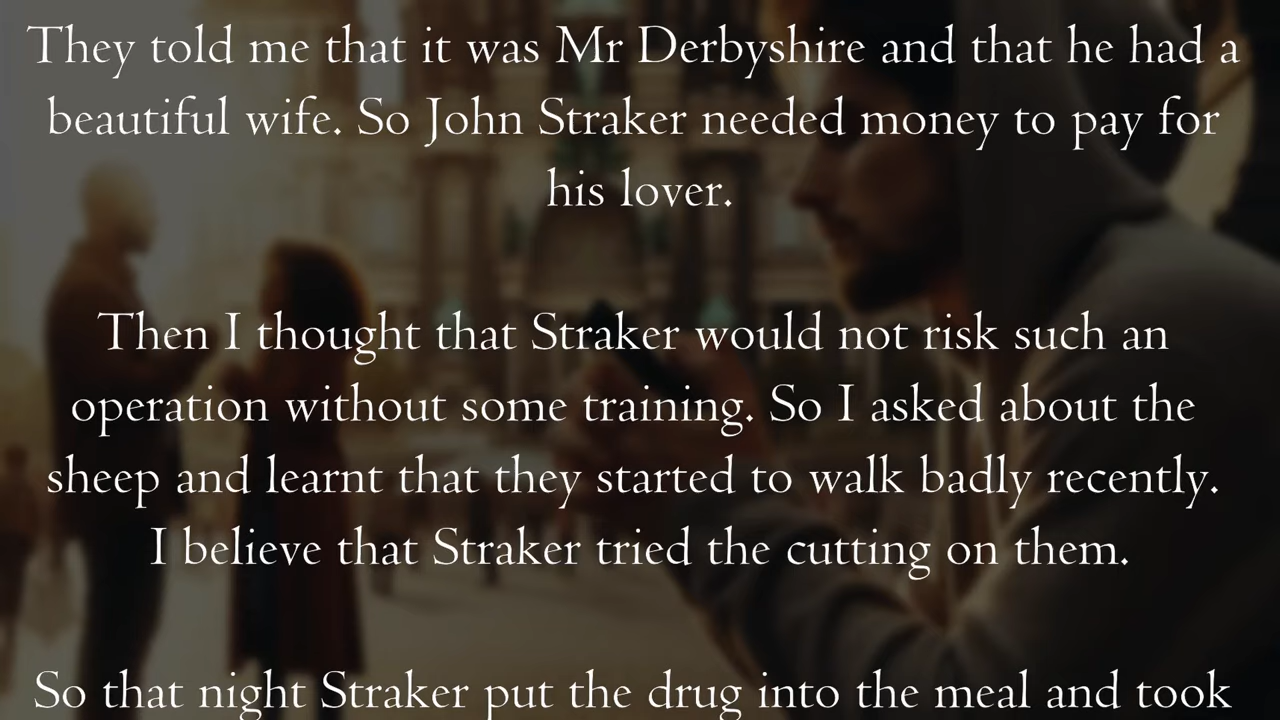 They told me that it was Mr Derbyshire and that he had a
beautiful wife. So John Straker needed money to pay for
his lover.
Then I thought that Straker would not risk such an
operation without some training. So I asked about the
sheep and learnt that they started to walk badly recently.
I believe that Straker tried the cutting on them.
So that night Straker put the drug into the meal and took